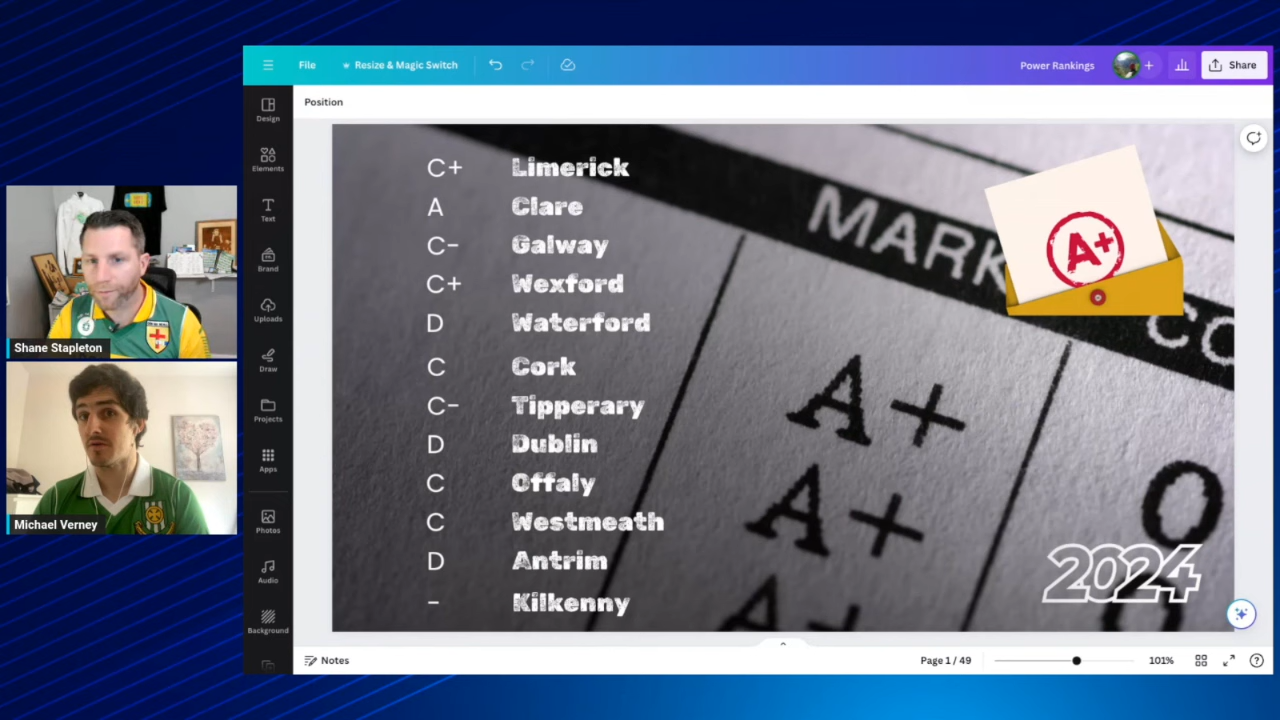 File
Resize & Magic Switch
Power Rankings
Share
Position
Design
Elements
Text
Brand
Uploads
Draw
Projects
Apps
Photos
Audio
Background
C+ Limerick
A Clare
C- Galway
C+ Wexford
D Waterford
C Cork
C- Tipperary
D Dublin
C Offaly
C Westmeath
D Antrim
- Kilkenny
MARK
CO
A+
A+
A+
A+
2024
Shane Stapleton
Michael Verney
Notes
Page 1 / 49
101%